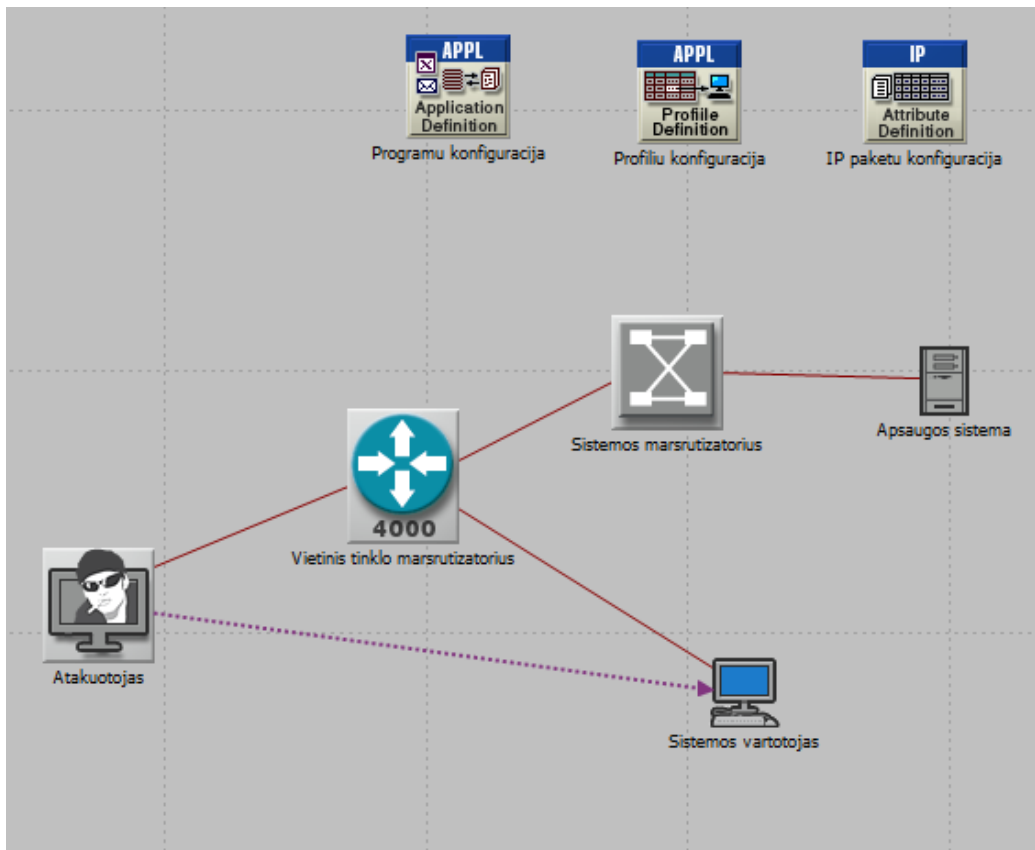 APPL
Application
Definition
Programu konfiguracija
APPL
Profiile
Definition
Profiliu konfiguracija
IP
Attribute
Definition
IP paketu konfiguracija
Sistemos marsrutizatorius
Apsaugos sistema
4000
Vietinis tinklo marsrutizatorius
Atakuotojas
Sistemos vartotojas